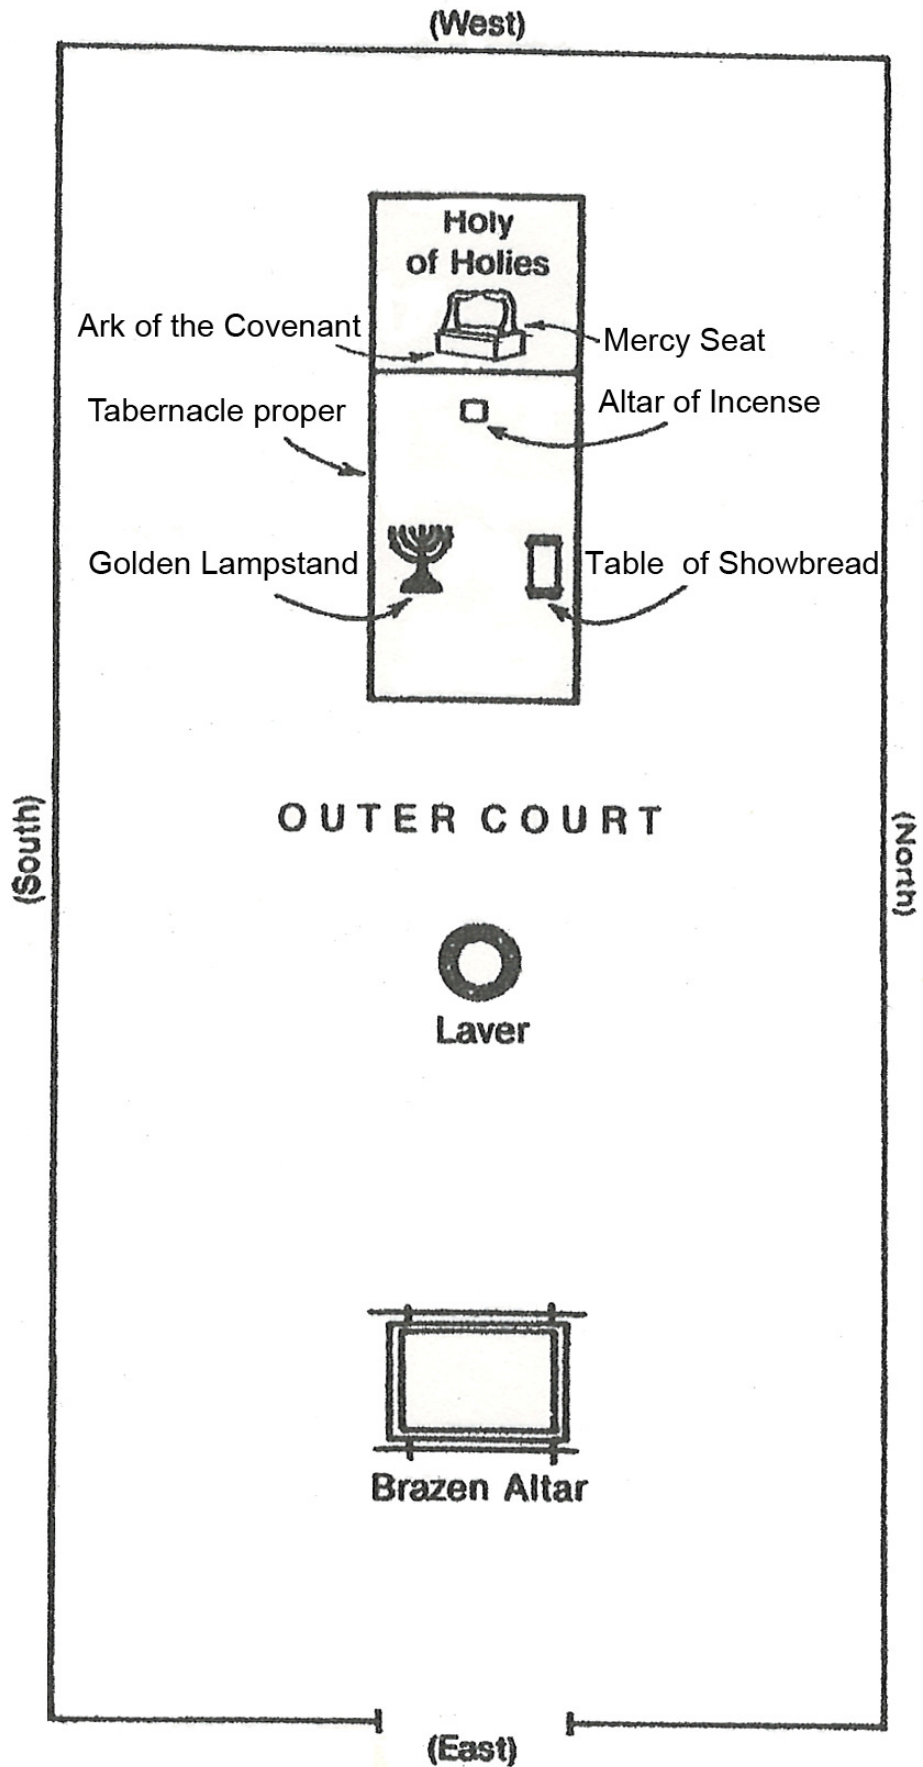 (West)
Holy
of Holies
Ark of the Covenant
Mercy Seat
Tabernacle proper
Altar of Incense
Golden Lampstand
Table of Showbread
(South)
(North)
OUTER COURT
Laver
Brazen Altar
(East)